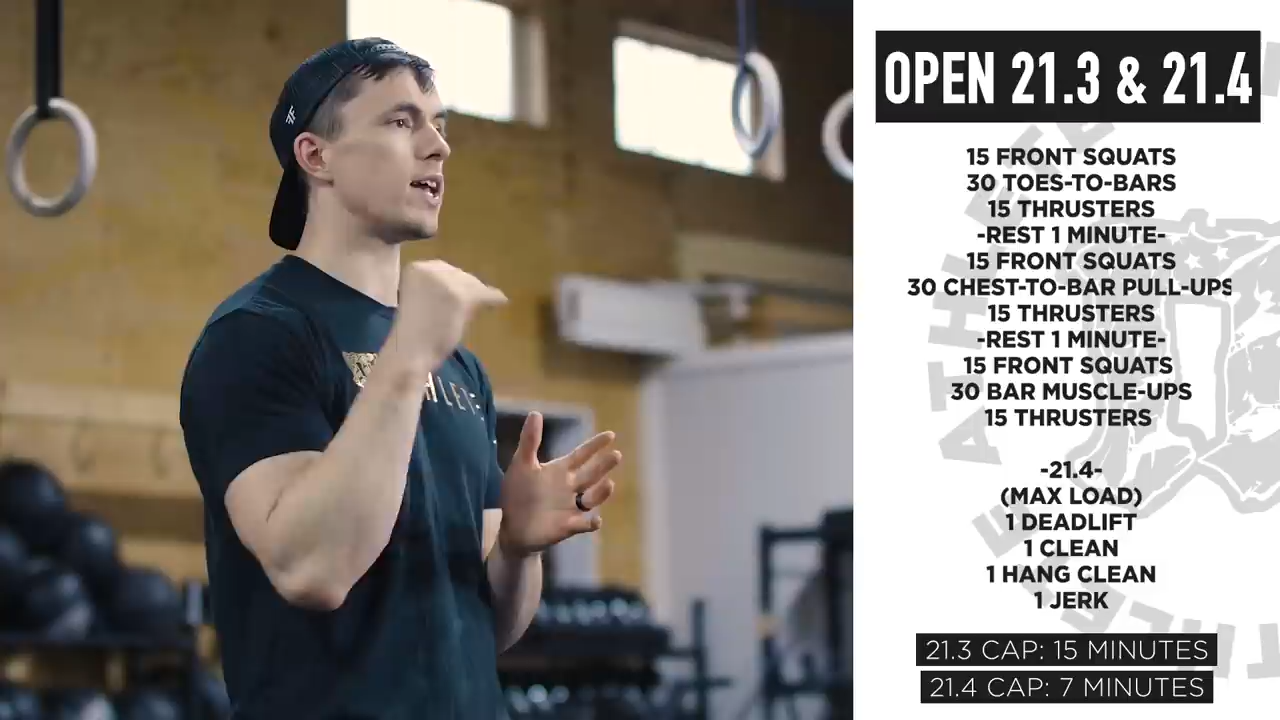 OPEN 21.3 & 21.4
15 FRONT SQUATS
30 TOES-TO-BARS
15 THRUSTERS
-REST 1 MINUTE-
15 FRONT SQUATS
30 CHEST-TO-BAR PULL-UPS
15 THRUSTERS
-REST 1 MINUTE-
15 FRONT SQUATS
30 BAR MUSCLE-UPS
15 THRUSTERS
-21.4-
(MAX LOAD)
1 DEADLIFT
1 CLEAN
1 HANG CLEAN
1 JERK
21.3 CAP: 15 MINUTES
21.4 CAP: 7 MINUTES